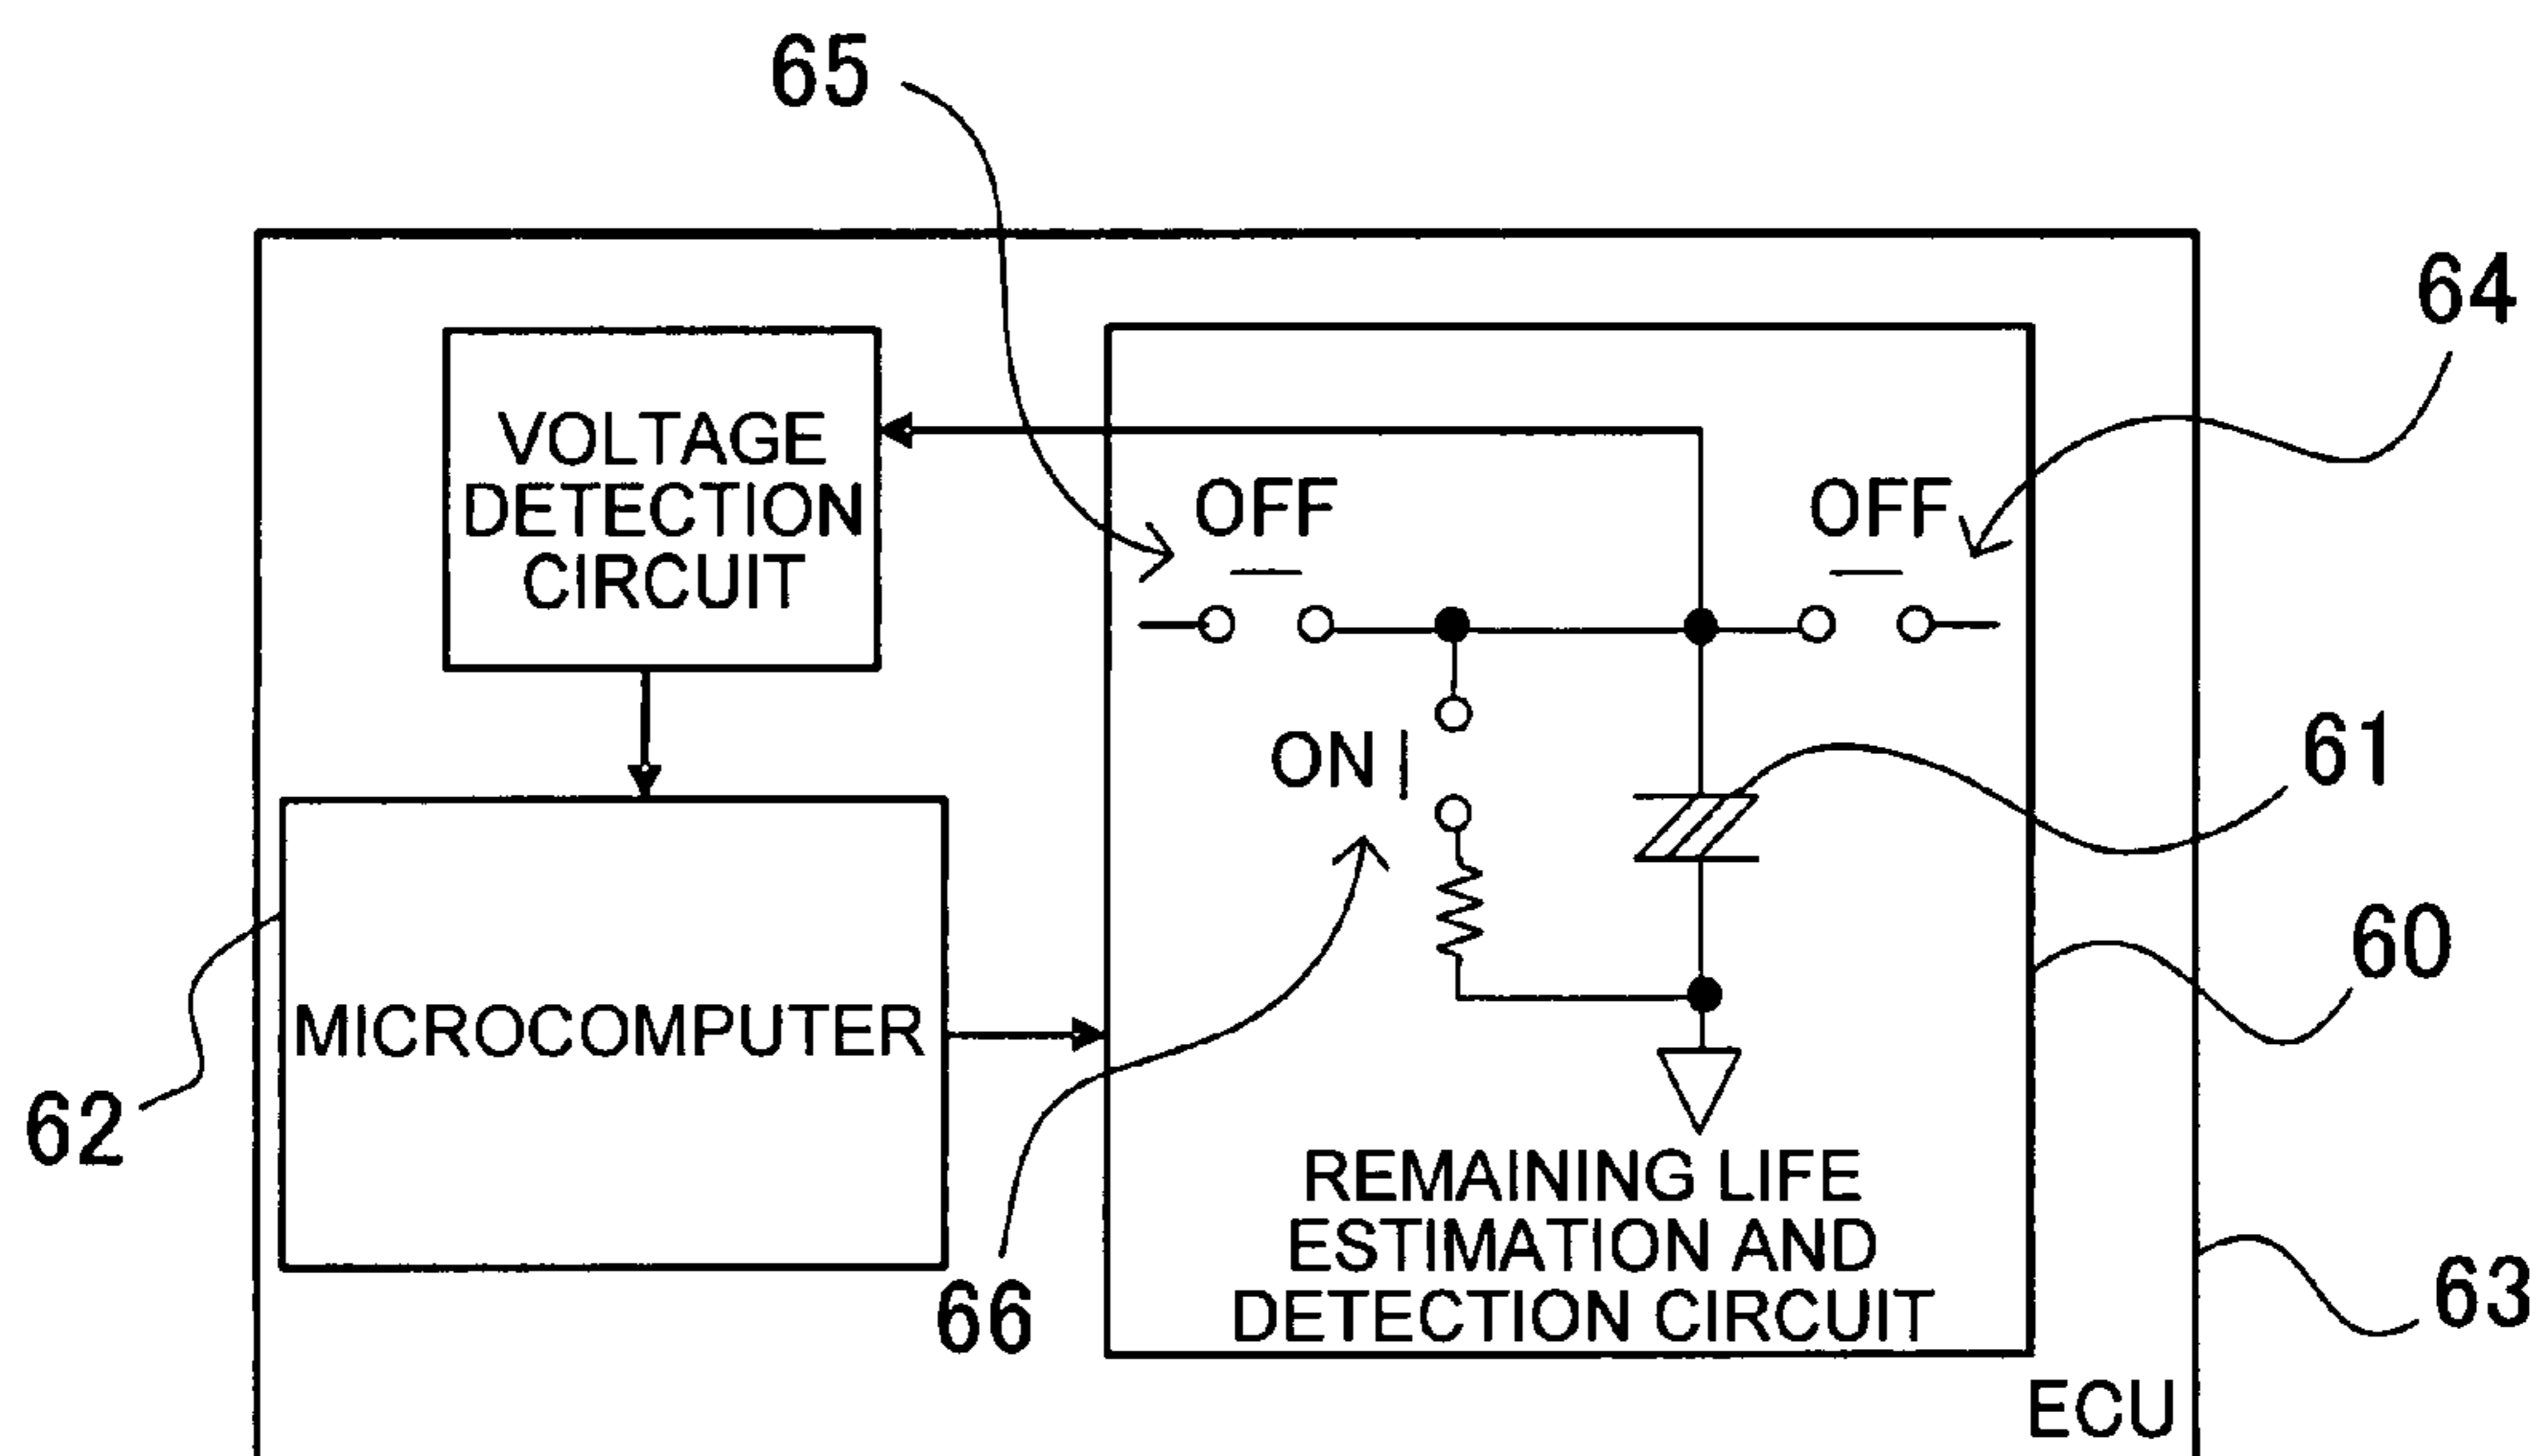 65
64
VOLTAGE
DETECTION
CIRCUIT
OFF
OFF
ON
61
60
MICROCOMPUTER
62
REMAINING LIFE
ESTIMATION AND
DETECTION CIRCUIT
66
63
ECU